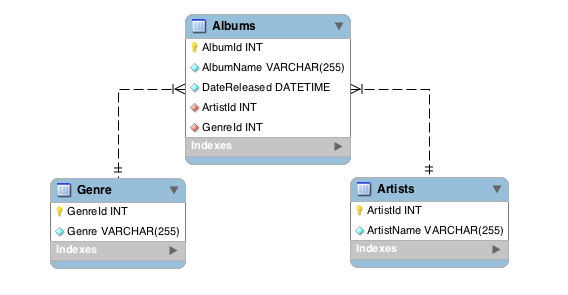 Albums
AlbumId INT
AlbumName VARCHAR(255)
DateReleased DATETIME
ArtistId INT
GenreId INT
Indexes
Genre
GenreId INT
Genre VARCHAR(255)
Indexes
Artists
ArtistId INT
ArtistName VARCHAR(255)
Indexes